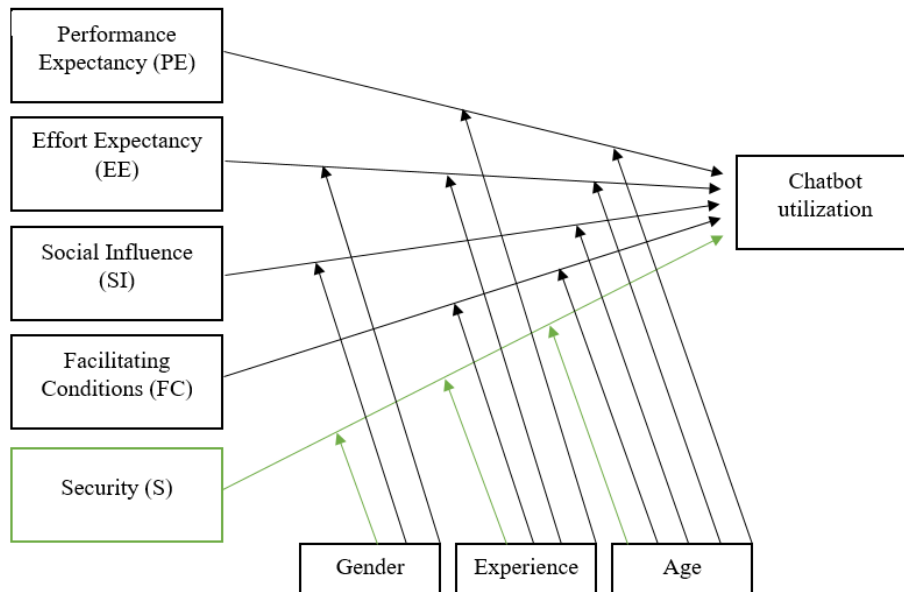 Performance
Expectancy (PE)
Effort Expectancy
(EE)
Social Influence
(SI)
Facilitating
Conditions (FC)
Security (S)
Chatbot
utilization
Gender
Experience
Age